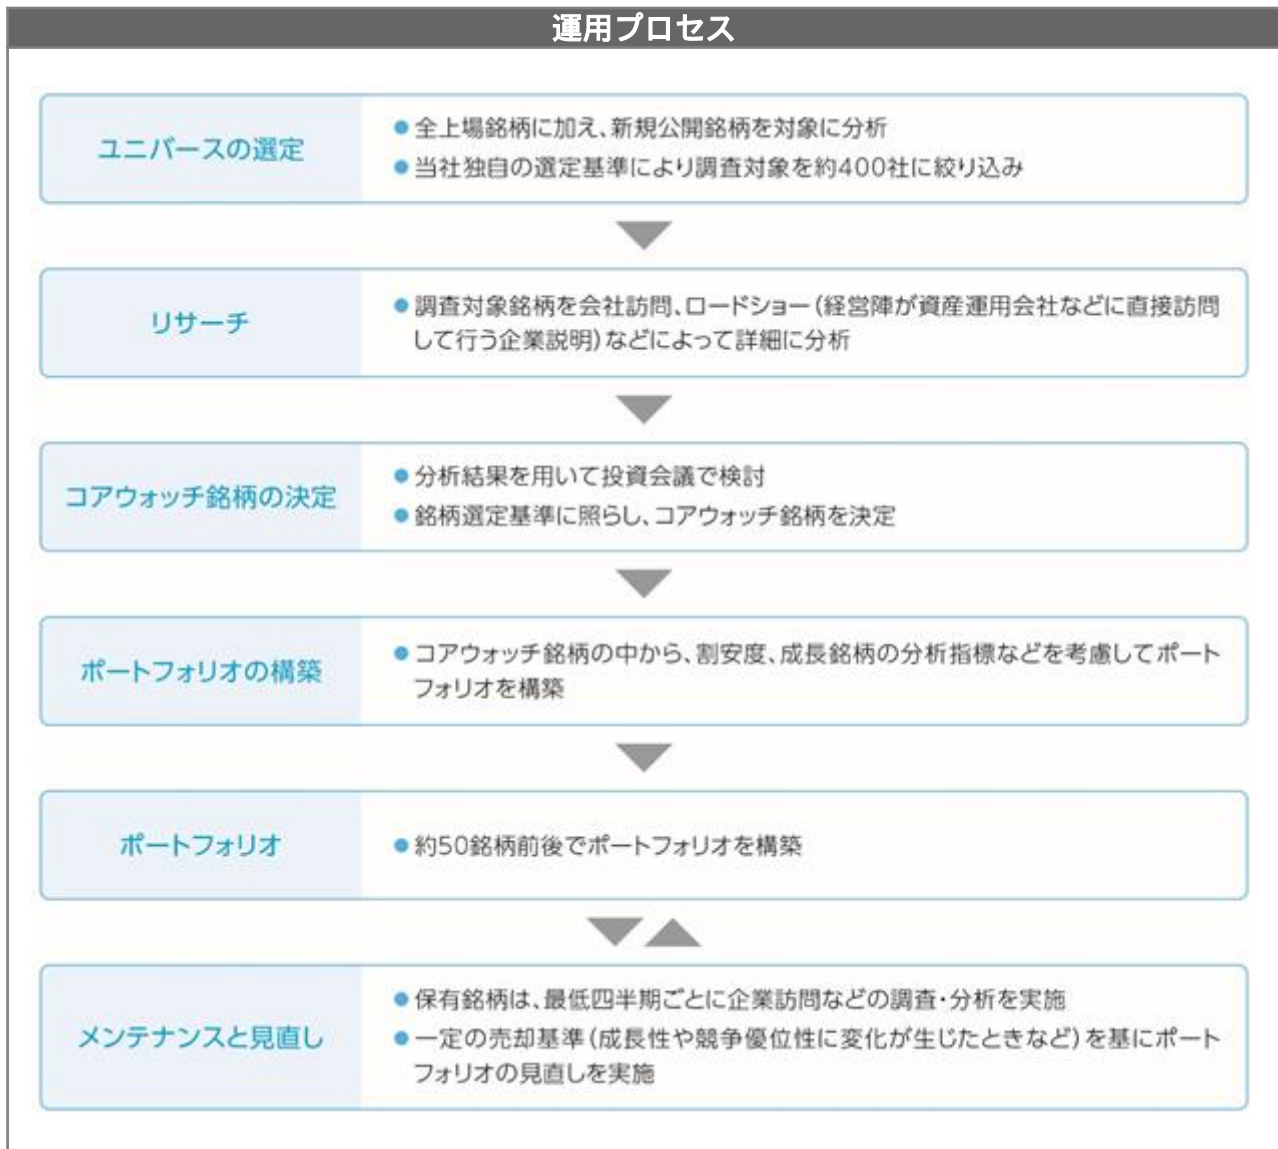 運用プロセス
ユニバースの選定
●全上場銘柄に加え、新規公開銘柄を対象に分析
●当社独自の選定基準により調査対象を約400社に絞り込み
リサーチ
●調査対象銘柄を会社訪問、ロードショー(経営陣が資産運用会社などに直接訪問
して行う企業説明)などによって詳細に分析
コアウォッチ銘柄の決定
●分析結果を用いて投資会議で検討
●銘柄選定基準に照らし、コアウォッチ銘柄を決定
ポートフォリオの構築
●コアウォッチ銘柄の中から、割安度、成長銘柄の分析指標などを考慮してポート
フォリオを構築
ポートフォリオ
●約50銘柄前後でポートフォリオを構築
メンテナンスと見直し
●保有銘柄は、最低四半期ごとに企業訪問などの調査・分析を実施
●一定の売却基準(成長性や競争優位性に変化が生じたときなど)を基にポート
フォリオの見直しを実施